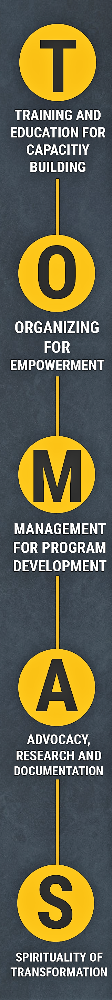 T
TRAINING AND
EDUCATION FOR
CAPACITIY
BUILDING
O
ORGANIZING
FOR
EMPOWERMENT
M
MANAGEMENT
FOR PROGRAM
DEVELOPMENT
A
ADVOCACY,
RESEARCH AND
DOCUMENTATION
S
SPIRITUALITY OF
TRANSFORMATION